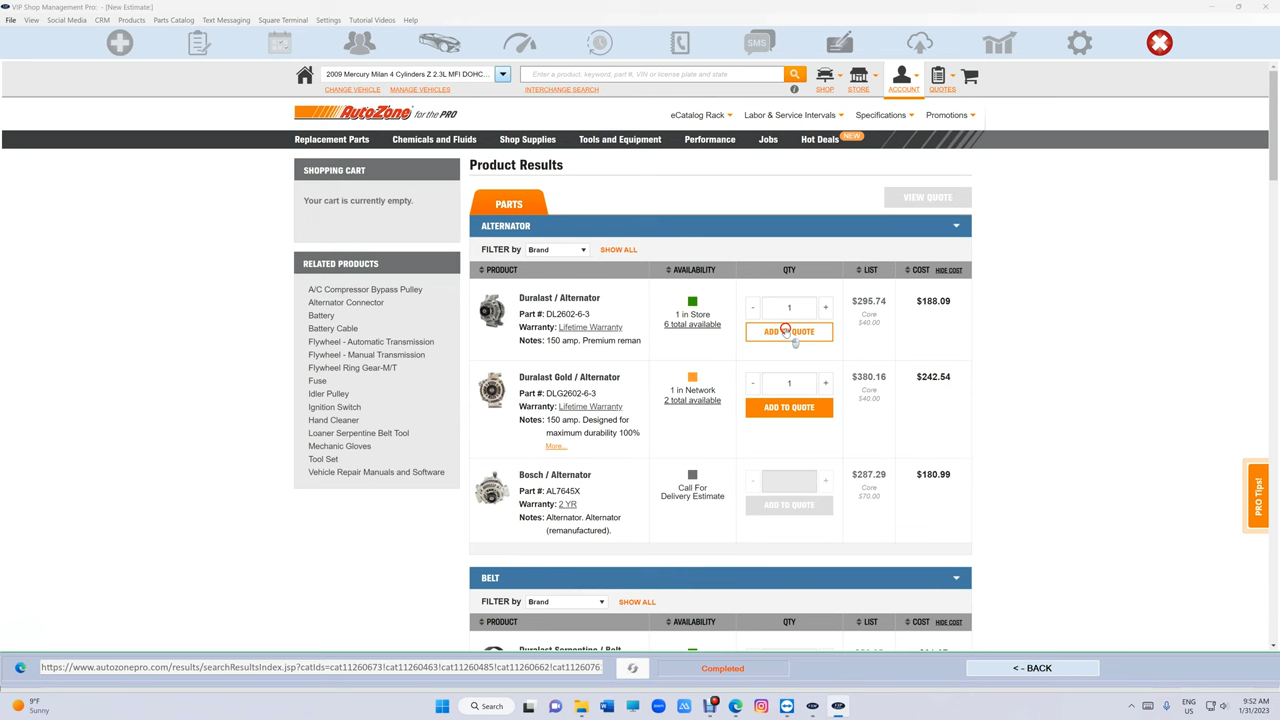 VIP Shop Management Pro: - [New Estimate:]
File View Social Media CRM Products Parts Catalog Text Messaging Square Terminal Settings Tutorial Videos Help
SMS
2009 Mercury Milan 4 Cylinders Z 2.3L MFI DOHC...
Enter a product, keyword, part #, VIN or license plate and state
CHANGE VEHICLE MANAGE VEHICLES INTERCHANGE SEARCH
SHOP STORE ACCOUNT QUOTES
AutoZone for the PRO
eCatalog Rack Labor & Service Intervals Specifications Promotions
Replacement Parts Chemicals and Fluids Shop Supplies Tools and Equipment Performance Jobs Hot Deals NEW
SHOPPING CART
Your cart is currently empty.
RELATED PRODUCTS
A/C Compressor Bypass Pulley
Alternator Connector
Battery
Battery Cable
Flywheel - Automatic Transmission
Flywheel - Manual Transmission
Flywheel Ring Gear-M/T
Fuse
Idler Pulley
Ignition Switch
Hand Cleaner
Loaner Serpentine Belt Tool
Mechanic Gloves
Tool Set
Vehicle Repair Manuals and Software
Product Results
VIEW QUOTE
PARTS
ALTERNATOR
FILTER by Brand SHOW ALL
PRODUCT AVAILABILITY QTY LIST COST HIDE COST
Duralast / Alternator
Part #: DL2602-6-3
Warranty: Lifetime Warranty
Notes: 150 amp. Premium reman
1 in Store
6 total available
- 1 +
ADD TO QUOTE
$295.74
Core
$40.00
$188.09
Duralast Gold / Alternator
Part #: DLG2602-6-3
Warranty: Lifetime Warranty
Notes: 150 amp. Designed for
maximum durability 100%
More...
1 in Network
2 total available
- 1 +
ADD TO QUOTE
$380.16
Core
$40.00
$242.54
Bosch / Alternator
Part #: AL7645X
Warranty: 2 YR
Notes: Alternator. Alternator
(remanufactured).
Call For
Delivery Estimate
- +
ADD TO QUOTE
$287.29
Core
$70.00
$180.99
BELT
FILTER by Brand SHOW ALL
PRODUCT AVAILABILITY QTY LIST COST HIDE COST
Duralast Serpentine / Belt
PRO Tips!
https://www.autozonepro.com/results/searchResultsIndex.jsp?catIds=cat11260673!cat11260463!cat11260485!cat11260662!cat1126076
Completed
< - BACK
9°F
Sunny
Search
zoom
VIP
VIP
ENG
US
9:52 AM
1/31/2023